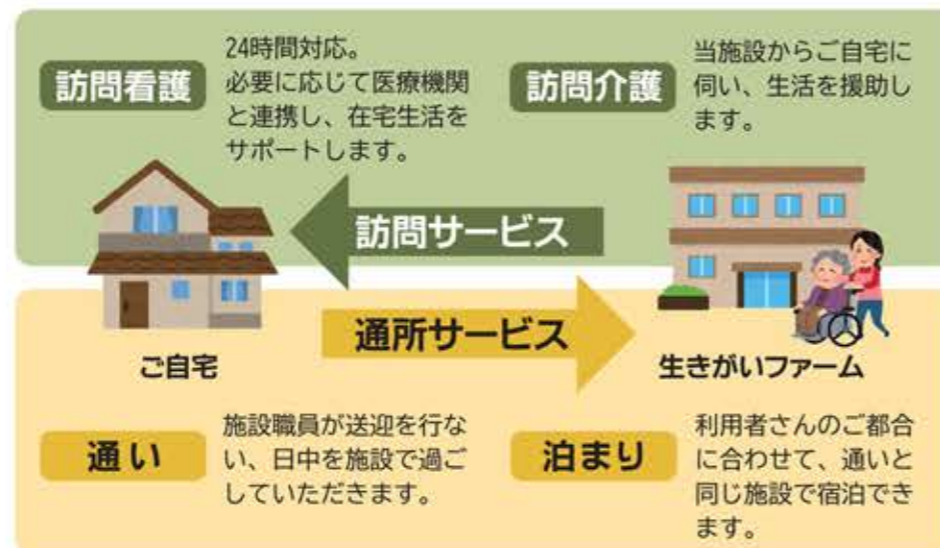 訪問看護
24時間対応。
必要に応じて医療機関
と連携し、在宅生活を
サポートします。
訪問介護
当施設からご自宅に
伺い、生活を援助し
ます。
訪問サービス
通所サービス
ご自宅
生きがいファーム
通い
施設職員が送迎を行な
い、日中を施設で過ご
していただきます。
泊まり
利用者さんのご都合
に合わせて、通いと
同じ施設で宿泊でき
ます。